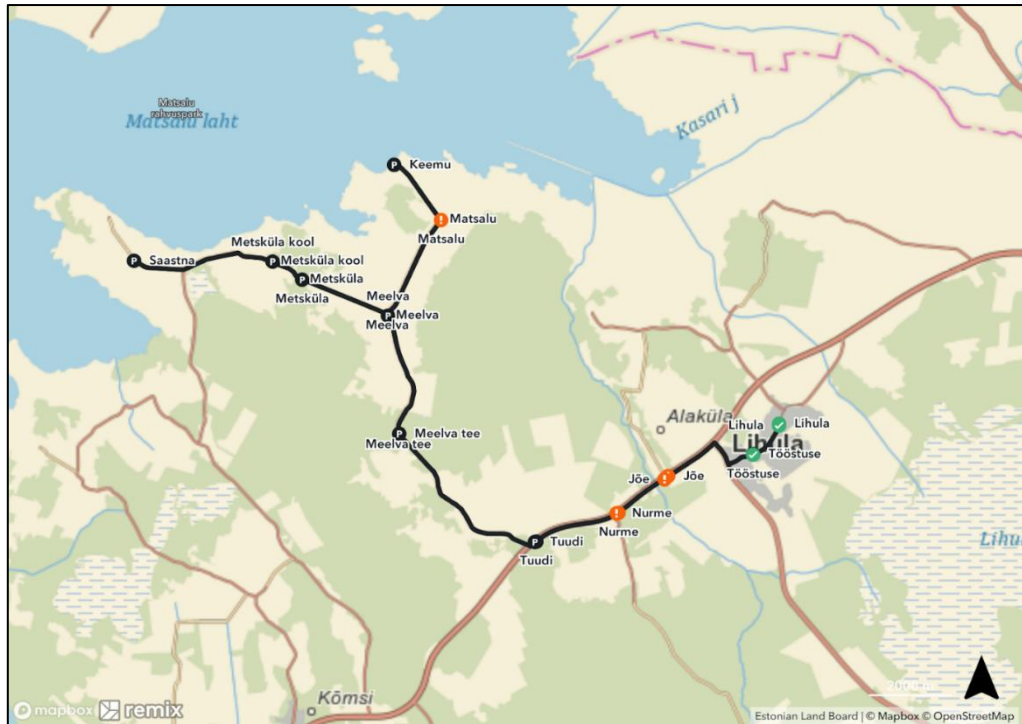 Matsalu
rahvuspark
Matsalu laht
Kasari j
Keemu
Matsalu
Matsalu
Metsküla kool
Saastna
Metsküla kool
Metsküla
Metsküla
Meelva
Meelva
Meelva
Alaküla
Lihula
Lihula
Lihula
Meelva tee
Meelva tee
Tööstuse
Tööstuse
Jõe
Jõe
Nurme
Nurme
Tuudi
Tuudi
Lihul
Kõmsi
2000 m
mapbox remix
Estonian Land Board | © Mapbox © OpenStreetMap